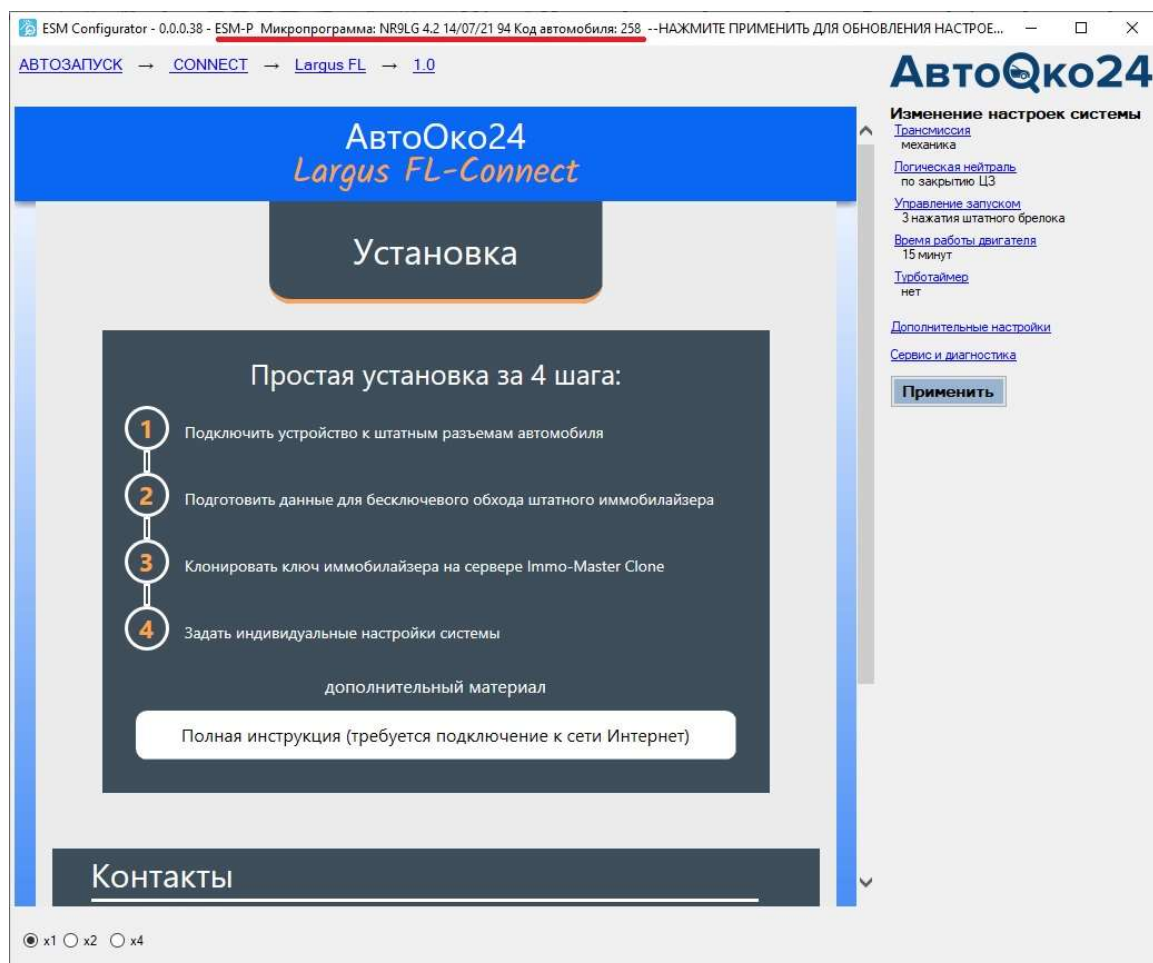 ESM Configurator - 0.0.0.38 - ESM-P Микропрограмма: NR9LG 4.2 14/07/21 94 Код автомобиля: 258 --НАЖМИТЕ ПРИМЕНИТЬ ДЛЯ ОБНОВЛЕНИЯ НАСТРОЕ...
АВТОЗАПУСК → CONNECT → Largus FL → 1.0
АвтоОко24
Largus FL-Connect
Установка
Простая установка за 4 шага:
1 Подключить устройство к штатным разъемам автомобиля
2 Подготовить данные для бесключевого обхода штатного иммобилайзера
3 Клонировать ключ иммобилайзера на сервере Immo-Master Clone
4 Задать индивидуальные настройки системы
дополнительный материал
Полная инструкция (требуется подключение к сети Интернет)
Контакты
x1 x2 x4
АвтоОко24
Изменение настроек системы
Трансмиссия
механика
Логическая нейтраль
по закрытию ЦЗ
Управление запуском
3 нажатия штатного брелока
Время работы двигателя
15 минут
Турботаймер
нет
Дополнительные настройки
Сервис и диагностика
Применить